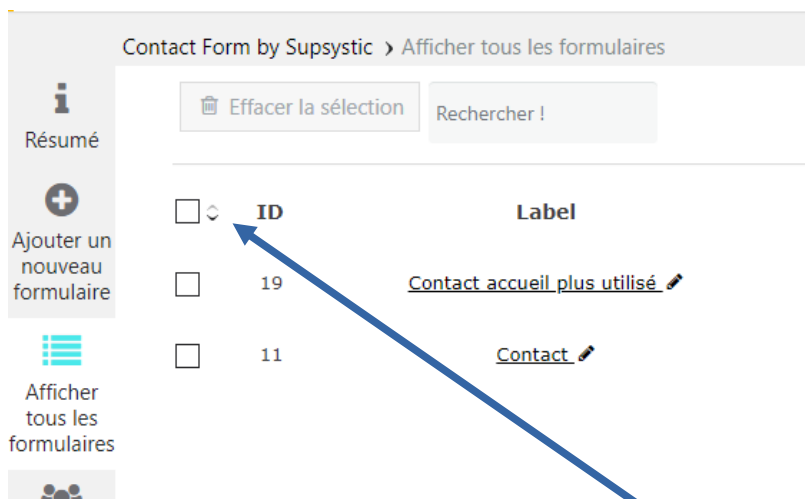 Contact Form by Supsystic › Afficher tous les formulaires
Résumé
Effacer la sélection
Rechercher !
ID Label
Ajouter un
nouveau
formulaire
19 Contact accueil plus utilisé
11 Contact
Afficher
tous les
formulaires